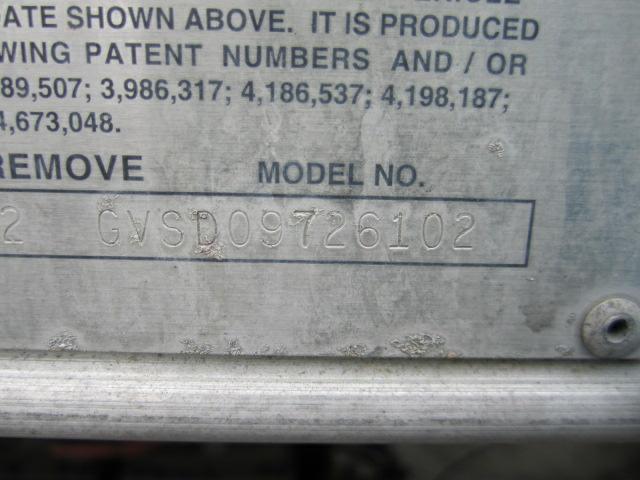 DATE SHOWN ABOVE. IT IS PRODUCED
WING PATENT NUMBERS AND / OR
89,507; 3,986,317; 4,186,537; 4,198,187;
4,673,048.
REMOVE MODEL NO.
2 GVSD09726102